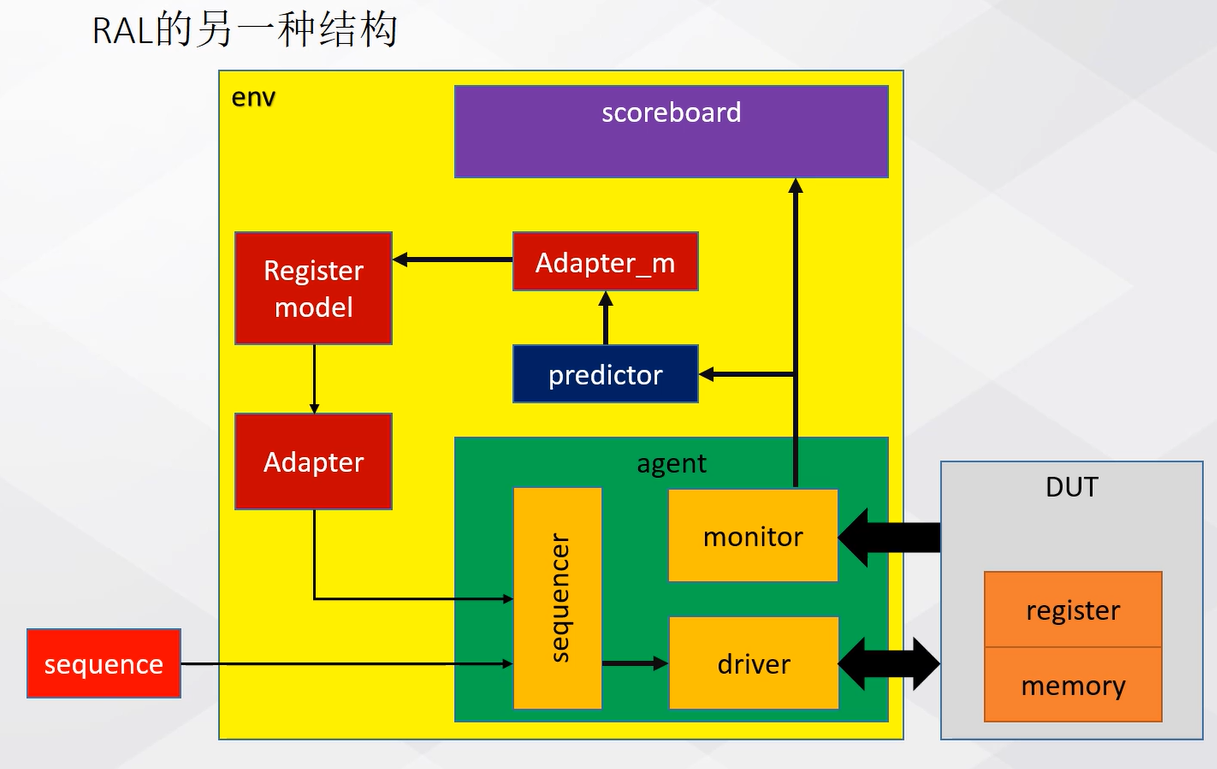 RAL的另一种结构
env
scoreboard
Register
model
Adapter_m
predictor
Adapter
agent
sequencer
monitor
driver
sequence
DUT
register
memory